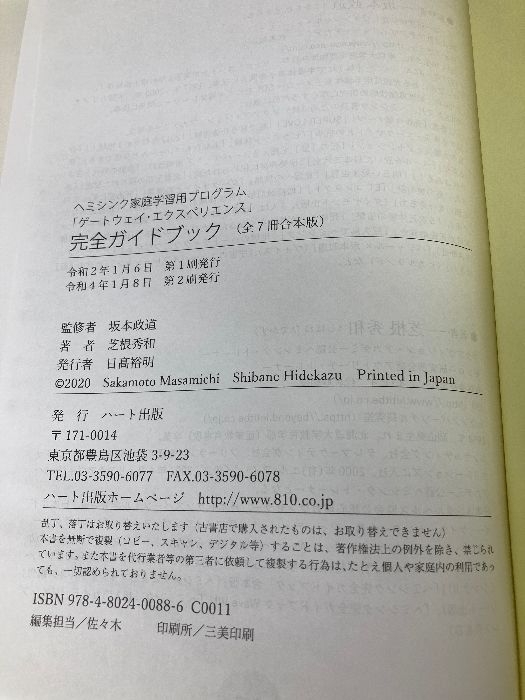 ヘミシンク家庭学習用プログラム
「ゲートウェイ・エクスペリエンス」
完全ガイドブック（全7冊合本版）
令和2年1月6日 第1刷発行
令和4年1月8日 第2刷発行
監修者 坂本政道
著 者 芝根秀和
発行者 日髙裕明
©2020 Sakamoto Masamichi Shibane Hidekazu Printed in Japan
発 行 ハート出版
〒171-0014
東京都豊島区池袋3-9-23
TEL.03-3590-6077 FAX.03-3590-6078
ハート出版ホームページ http://www.810.co.jp
乱丁、落丁はお取り替えいたします（古書店で購入されたものは、お取り替えできません）
本書を無断で複製（コピー、スキャン、デジタル等）することは、著作権法上の例外を除き、禁じられ
ています。また本書を代行業者等の第三者に依頼して複製する行為は、たとえ個人や家庭内の利用であっ
ても、一切認められておりません。
ISBN 978-4-8024-0088-6 C0011
編集担当／佐々木 印刷所／三美印刷